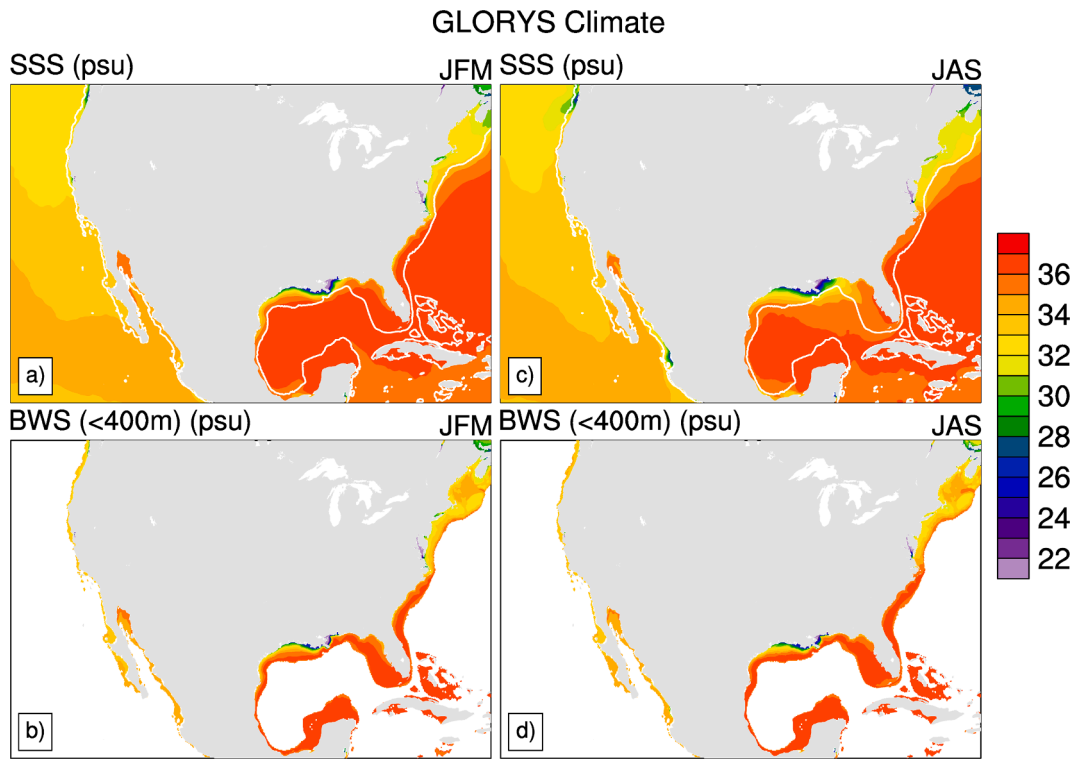 GLORYS Climate
SSS (psu) JFM
SSS (psu) JAS
a)
c)
BWS (<400m) (psu) JFM
BWS (<400m) (psu) JAS
b)
d)
36
34
32
30
28
26
24
22